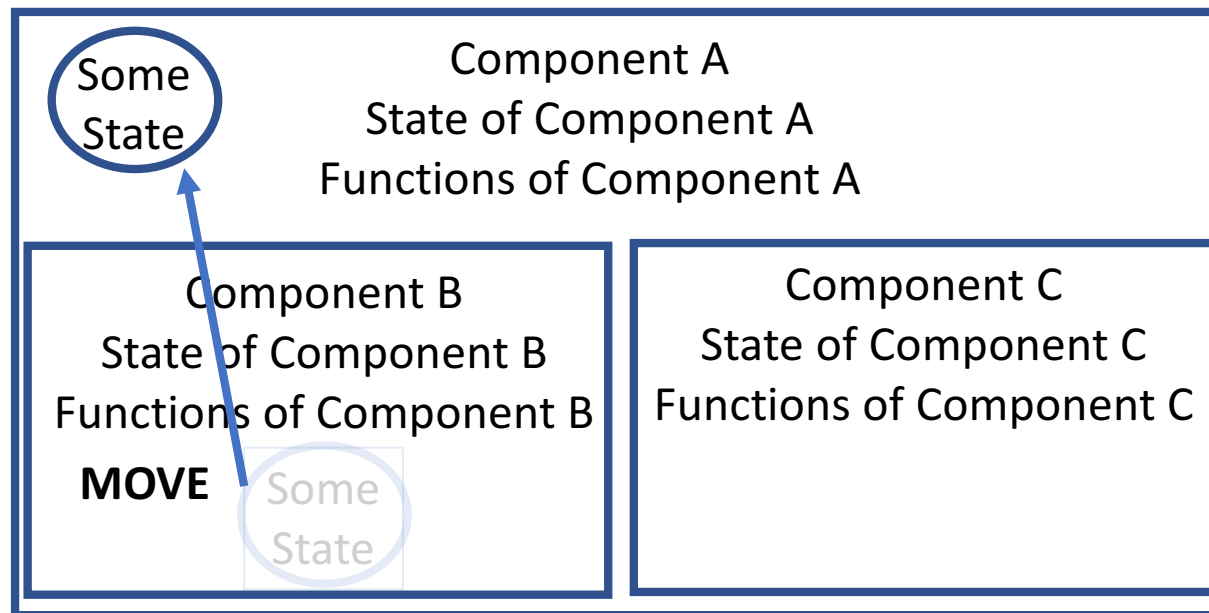 Some
State
Component A
State of Component A
Functions of Component A
Component B
State of Component B
Functions of Component B
MOVE
Some
State
Component C
State of Component C
Functions of Component C